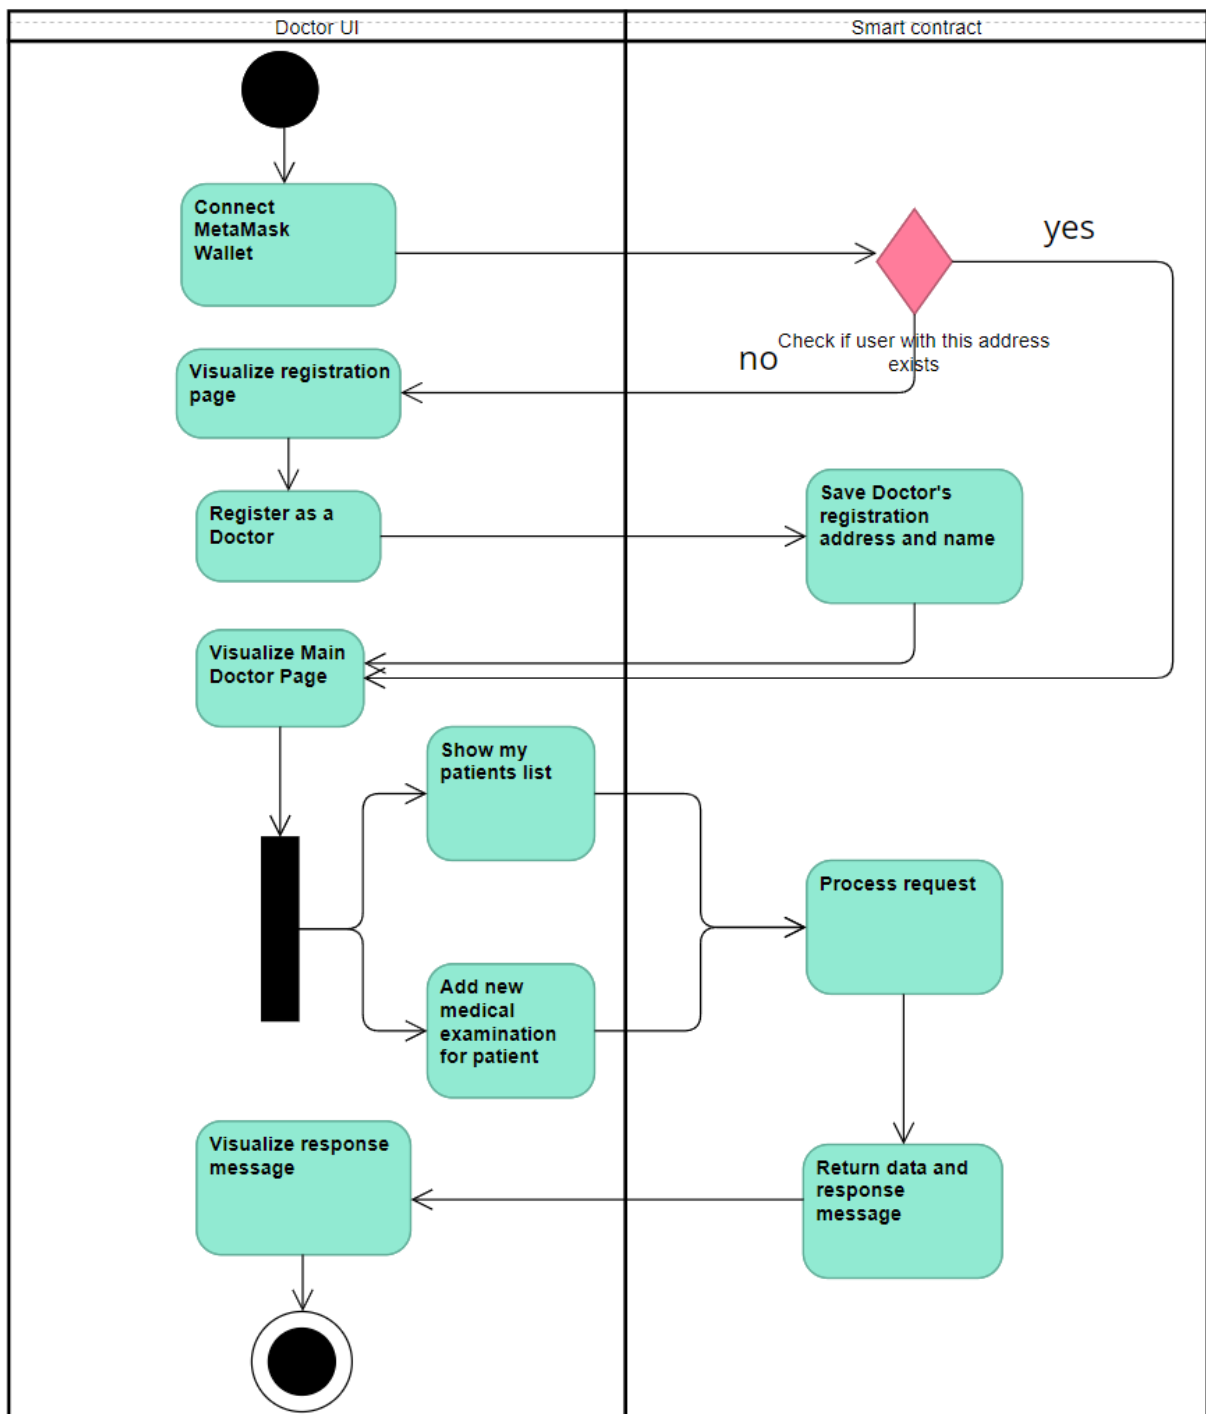 Doctor UI
Smart contract
Connect
MetaMask
Wallet
yes
Check if user with this address
exists
no
Visualize registration
page
Register as a
Doctor
Save Doctor's
registration
address and name
Visualize Main
Doctor Page
Show my
patients list
Process request
Add new
medical
examination
for patient
Visualize response
message
Return data and
response
message